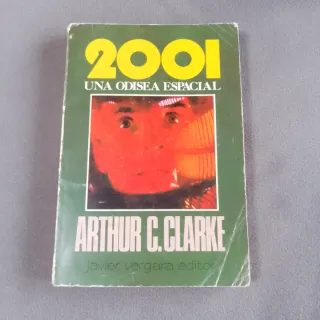 2001
UNA ODISEA ESPACIAL
ARTHUR C. CLARKE
javier vergara editor